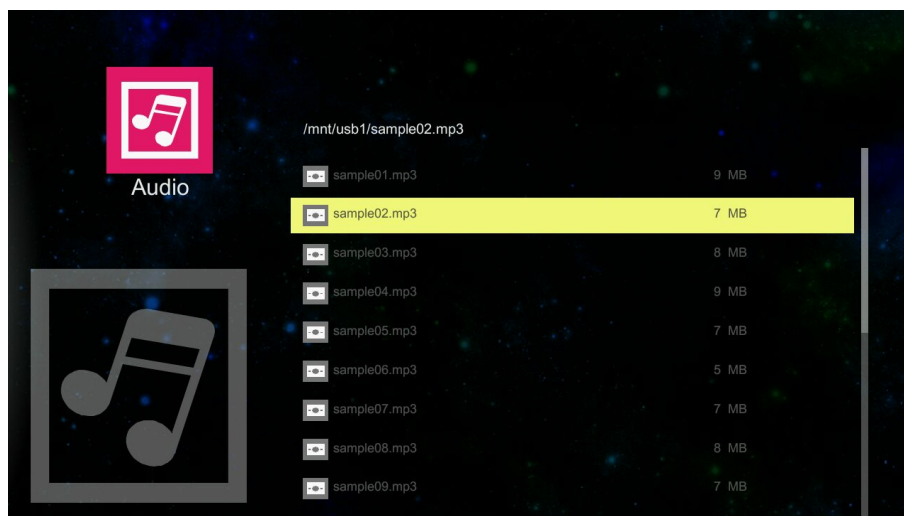 Audio
/mnt/usb1/sample02.mp3
sample01.mp3 9 MB
sample02.mp3 7 MB
sample03.mp3 8 MB
sample04.mp3 9 MB
sample05.mp3 7 MB
sample06.mp3 5 MB
sample07.mp3 7 MB
sample08.mp3 8 MB
sample09.mp3 7 MB